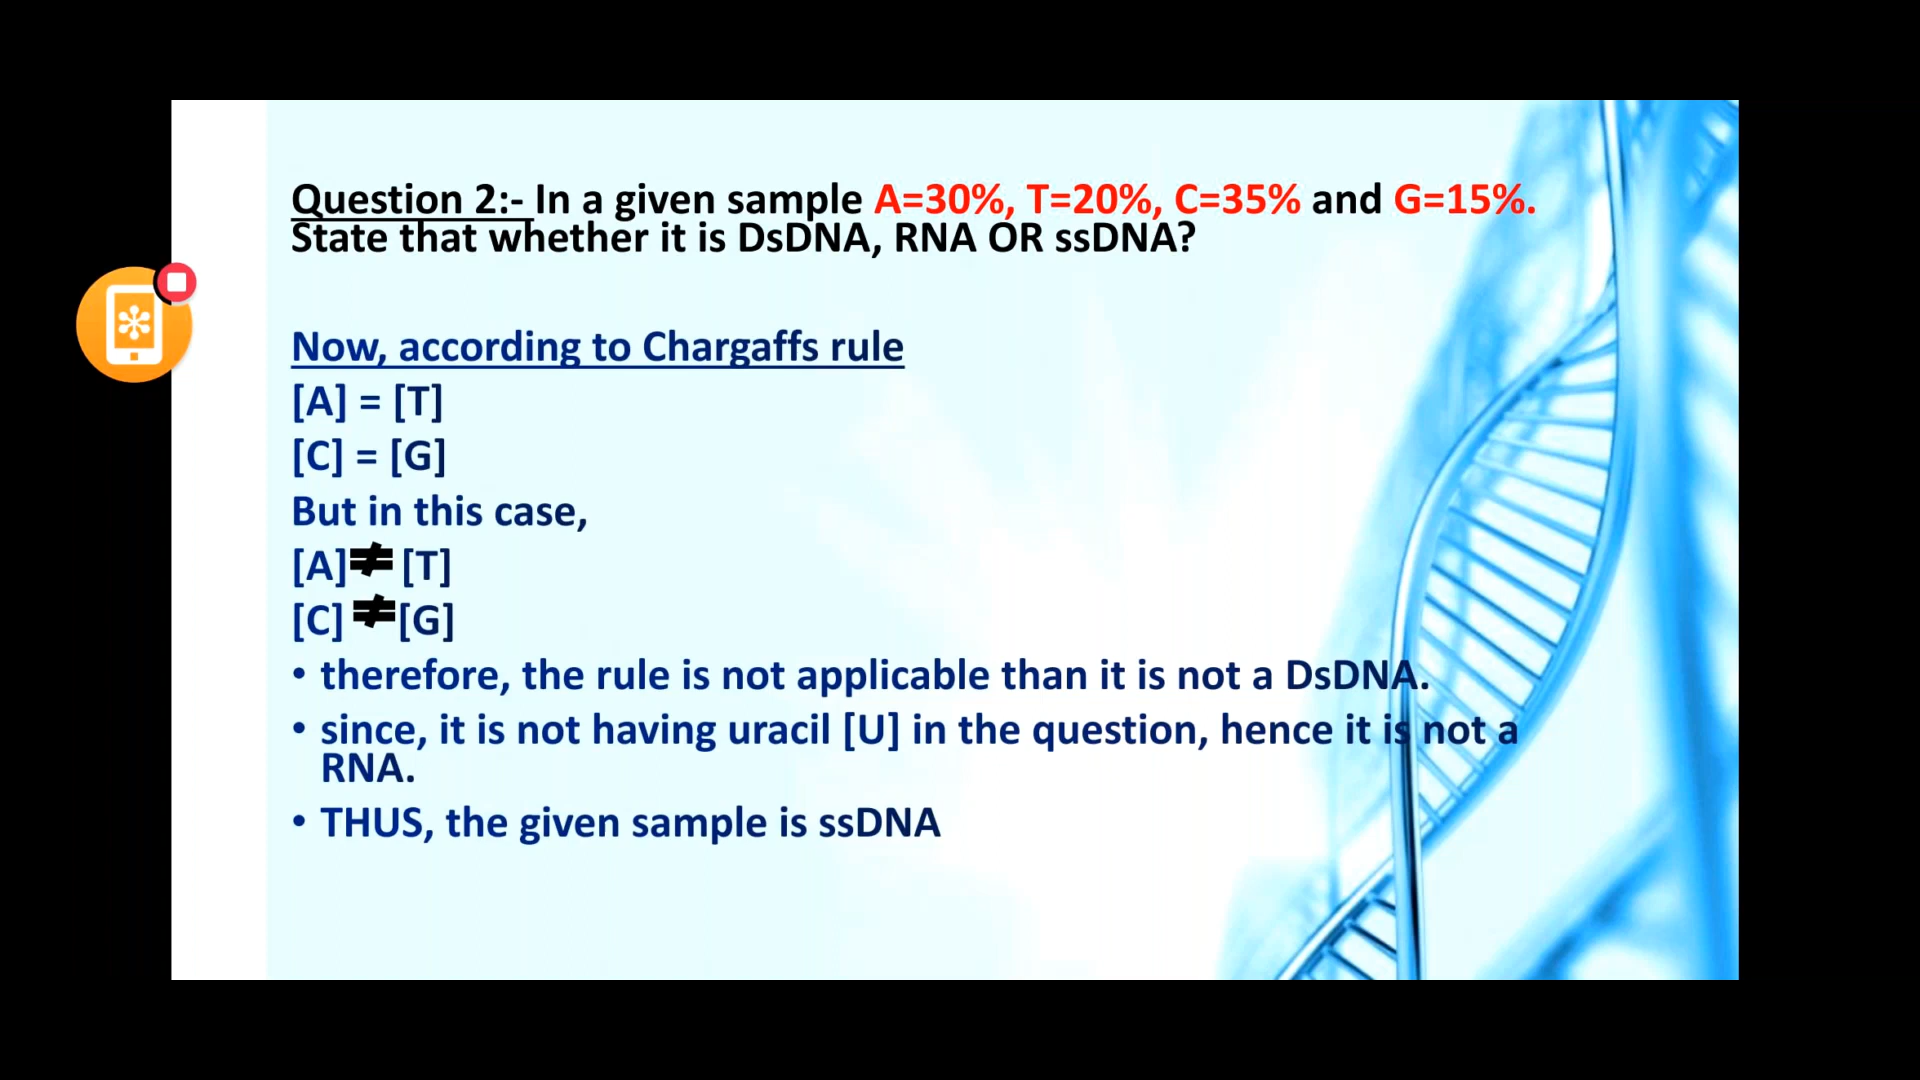 Question 2:- In a given sample A=30%, T=20%, C=35% and G=15%.
State that whether it is DsDNA, RNA OR ssDNA?
Now, according to Chargaffs rule
[A] = [T]
[C] = [G]
But in this case,
[A]≠ [T]
[C] ≠[G]
• therefore, the rule is not applicable than it is not a DsDNA.
• since, it is not having uracil [U] in the question, hence it is not a
RNA.
• THUS, the given sample is ssDNA